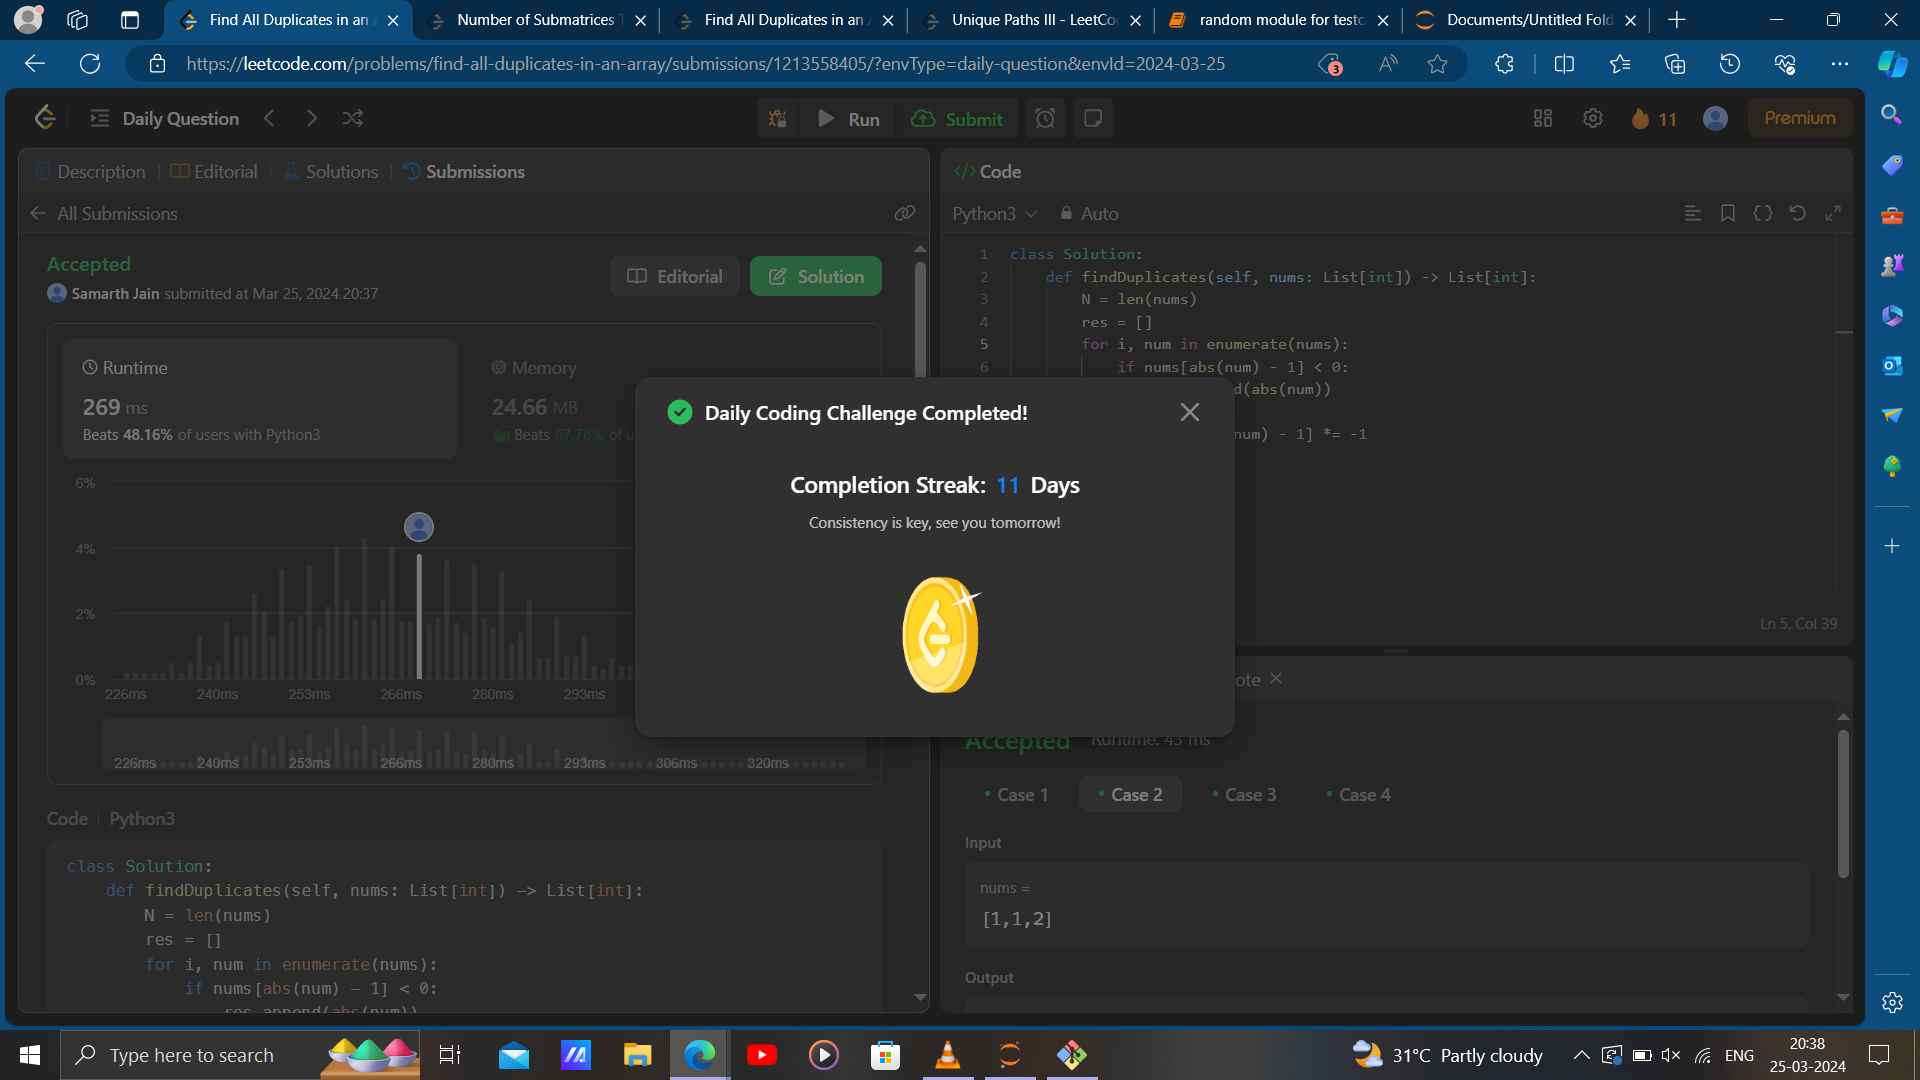 Find All Duplicates in an
Number of Submatrices
Find All Duplicates in an
Unique Paths III - LeetCo
random module for testc
Documents/Untitled Fold
https://leetcode.com/problems/find-all-duplicates-in-an-array/submissions/1213558405/?envType=daily-question&envId=2024-03-25
3
Daily Question
Run
Submit
11
Premium
Description
Editorial
Solutions
Submissions
All Submissions
Accepted
Samarth Jain submitted at Mar 25, 2024 20:37
Editorial
Solution
Runtime
269 ms
Beats 48.16% of users with Python3
Memory
24.66 MB
Beats 67.78% of u
6%
4%
2%
0%
226ms 240ms 253ms 266ms 280ms 293ms
226ms 240ms 253ms 266ms 280ms 293ms 306ms 320ms
Code Python3
class Solution:
def findDuplicates(self, nums: List[int]) -> List[int]:
N = len(nums)
res = []
for i, num in enumerate(nums):
if nums[abs(num) - 1] < 0:
res.append(abs(num))
Daily Coding Challenge Completed!
Completion Streak: 11 Days
Consistency is key, see you tomorrow!
</> Code
Python3
Auto
1 class Solution:
2 def findDuplicates(self, nums: List[int]) -> List[int]:
3 N = len(nums)
4 res = []
5 for i, num in enumerate(nums):
6 if nums[abs(num) - 1] < 0:
d(abs(num))
num) - 1] *= -1
Ln 5, Col 39
ote
Accepted
Runtime: 43 ms
Case 1
Case 2
Case 3
Case 4
Input
nums =
[1,1,2]
Output
Type here to search
31°C Partly cloudy
ENG
20:38
25-03-2024